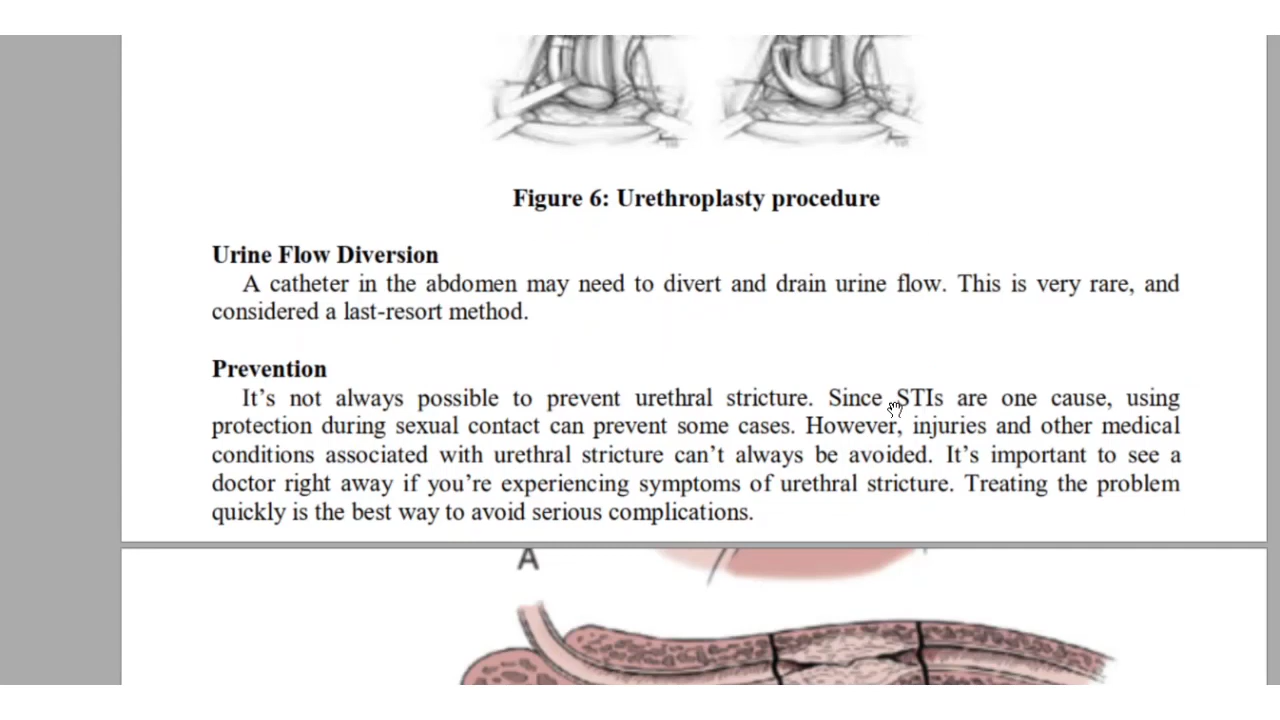 Figure 6: Urethroplasty procedure
Urine Flow Diversion
A catheter in the abdomen may need to divert and drain urine flow. This is very rare, and
considered a last-resort method.
Prevention
It’s not always possible to prevent urethral stricture. Since STIs are one cause, using
protection during sexual contact can prevent some cases. However, injuries and other medical
conditions associated with urethral stricture can’t always be avoided. It’s important to see a
doctor right away if you’re experiencing symptoms of urethral stricture. Treating the problem
quickly is the best way to avoid serious complications.
A